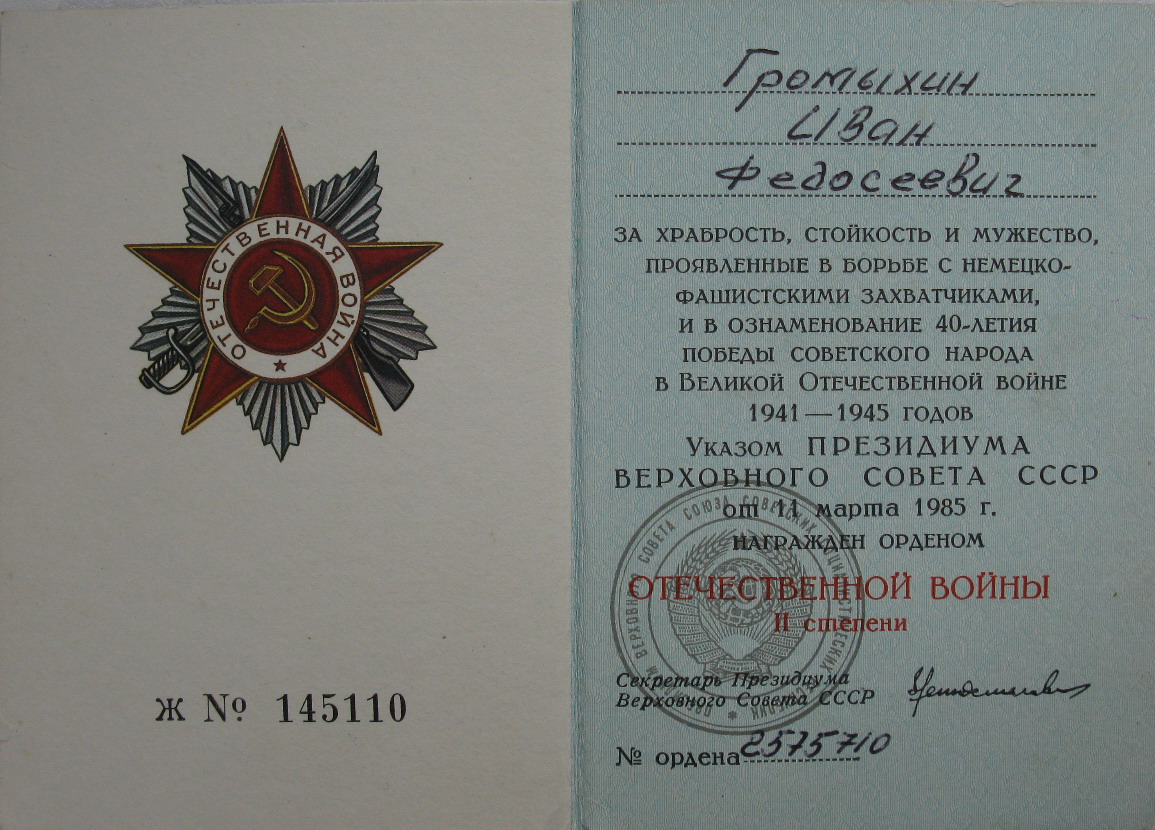 ОТЕЧЕСТВЕННАЯ ВОЙНА
Ж № 145110
Громыхин
Иван
Федосеевич
ЗА ХРАБРОСТЬ, СТОЙКОСТЬ И МУЖЕСТВО,
ПРОЯВЛЕННЫЕ В БОРЬБЕ С НЕМЕЦКО-
ФАШИСТСКИМИ ЗАХВАТЧИКАМИ,
И В ОЗНАМЕНОВАНИЕ 40-ЛЕТИЯ
ПОБЕДЫ СОВЕТСКОГО НАРОДА
В ВЕЛИКОЙ ОТЕЧЕСТВЕННОЙ ВОЙНЕ
1941—1945 ГОДОВ
УКАЗОМ ПРЕЗИДИУМА
ВЕРХОВНОГО СОВЕТА СССР
от 11 марта 1985 г.
НАГРАЖДЕН ОРДЕНОМ
ОТЕЧЕСТВЕННОЙ ВОЙНЫ
II степени
Секретарь Президиума
Верховного Совета СССР
№ ордена 2575710